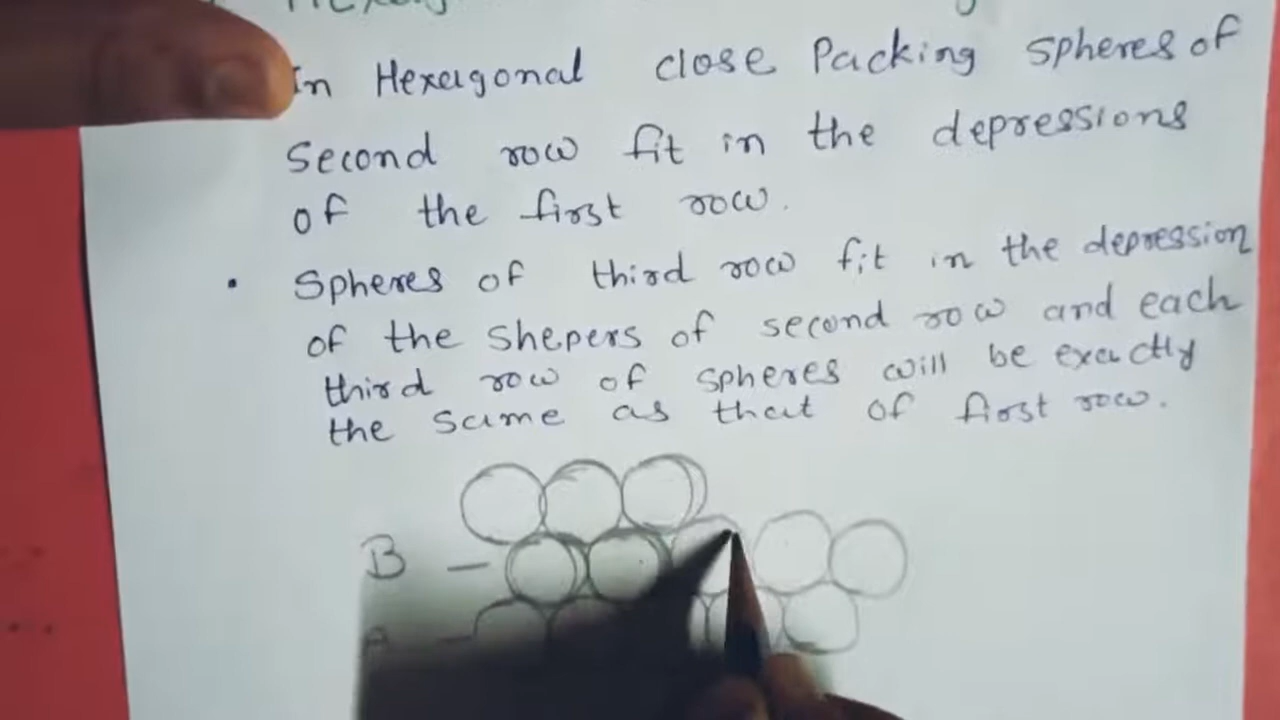 In Hexagonal close Packing Spheres of
Second row fit in the depressions
of the first row.
• Spheres of third row fit in the depression
of the shepers of second row and each
third row of spheres will be exactly
the same as that of first row.
B —
A —